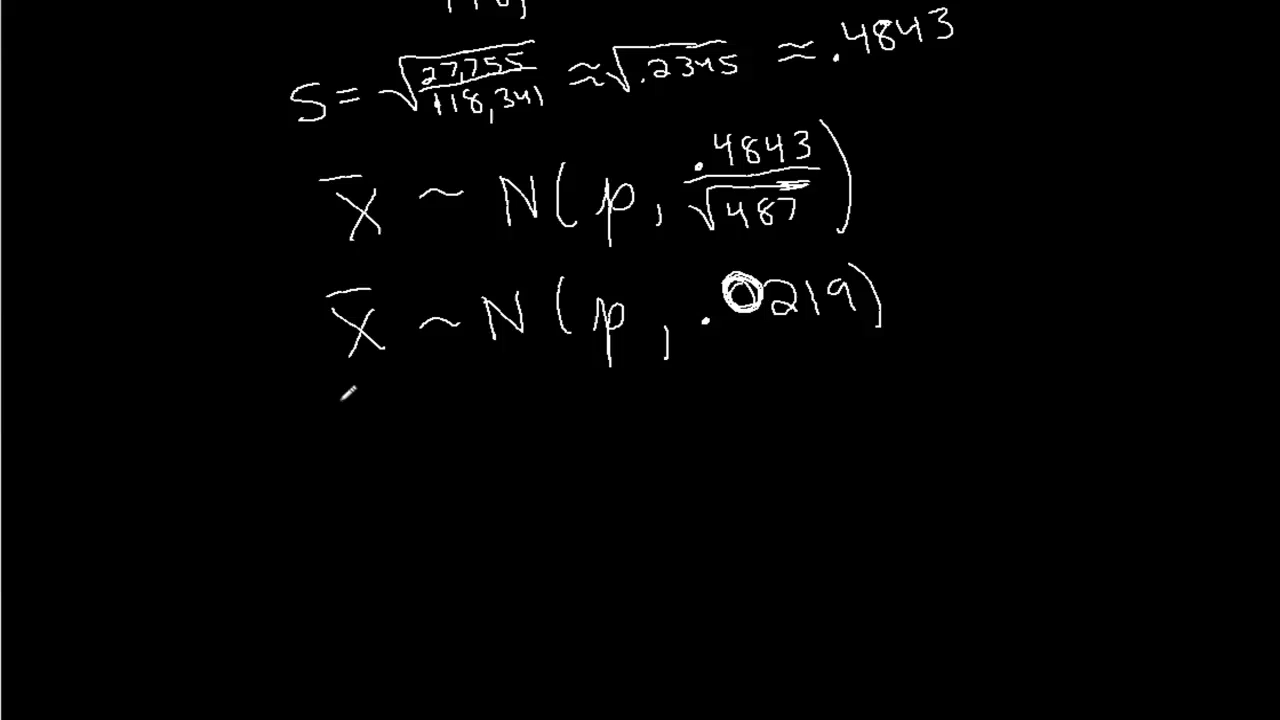 S = √(27,755/118,341) ≈ √.2345 ≈ .4843
X̅ ~ N(p, .4843/√487)
X̅ ~ N(p, .0219)